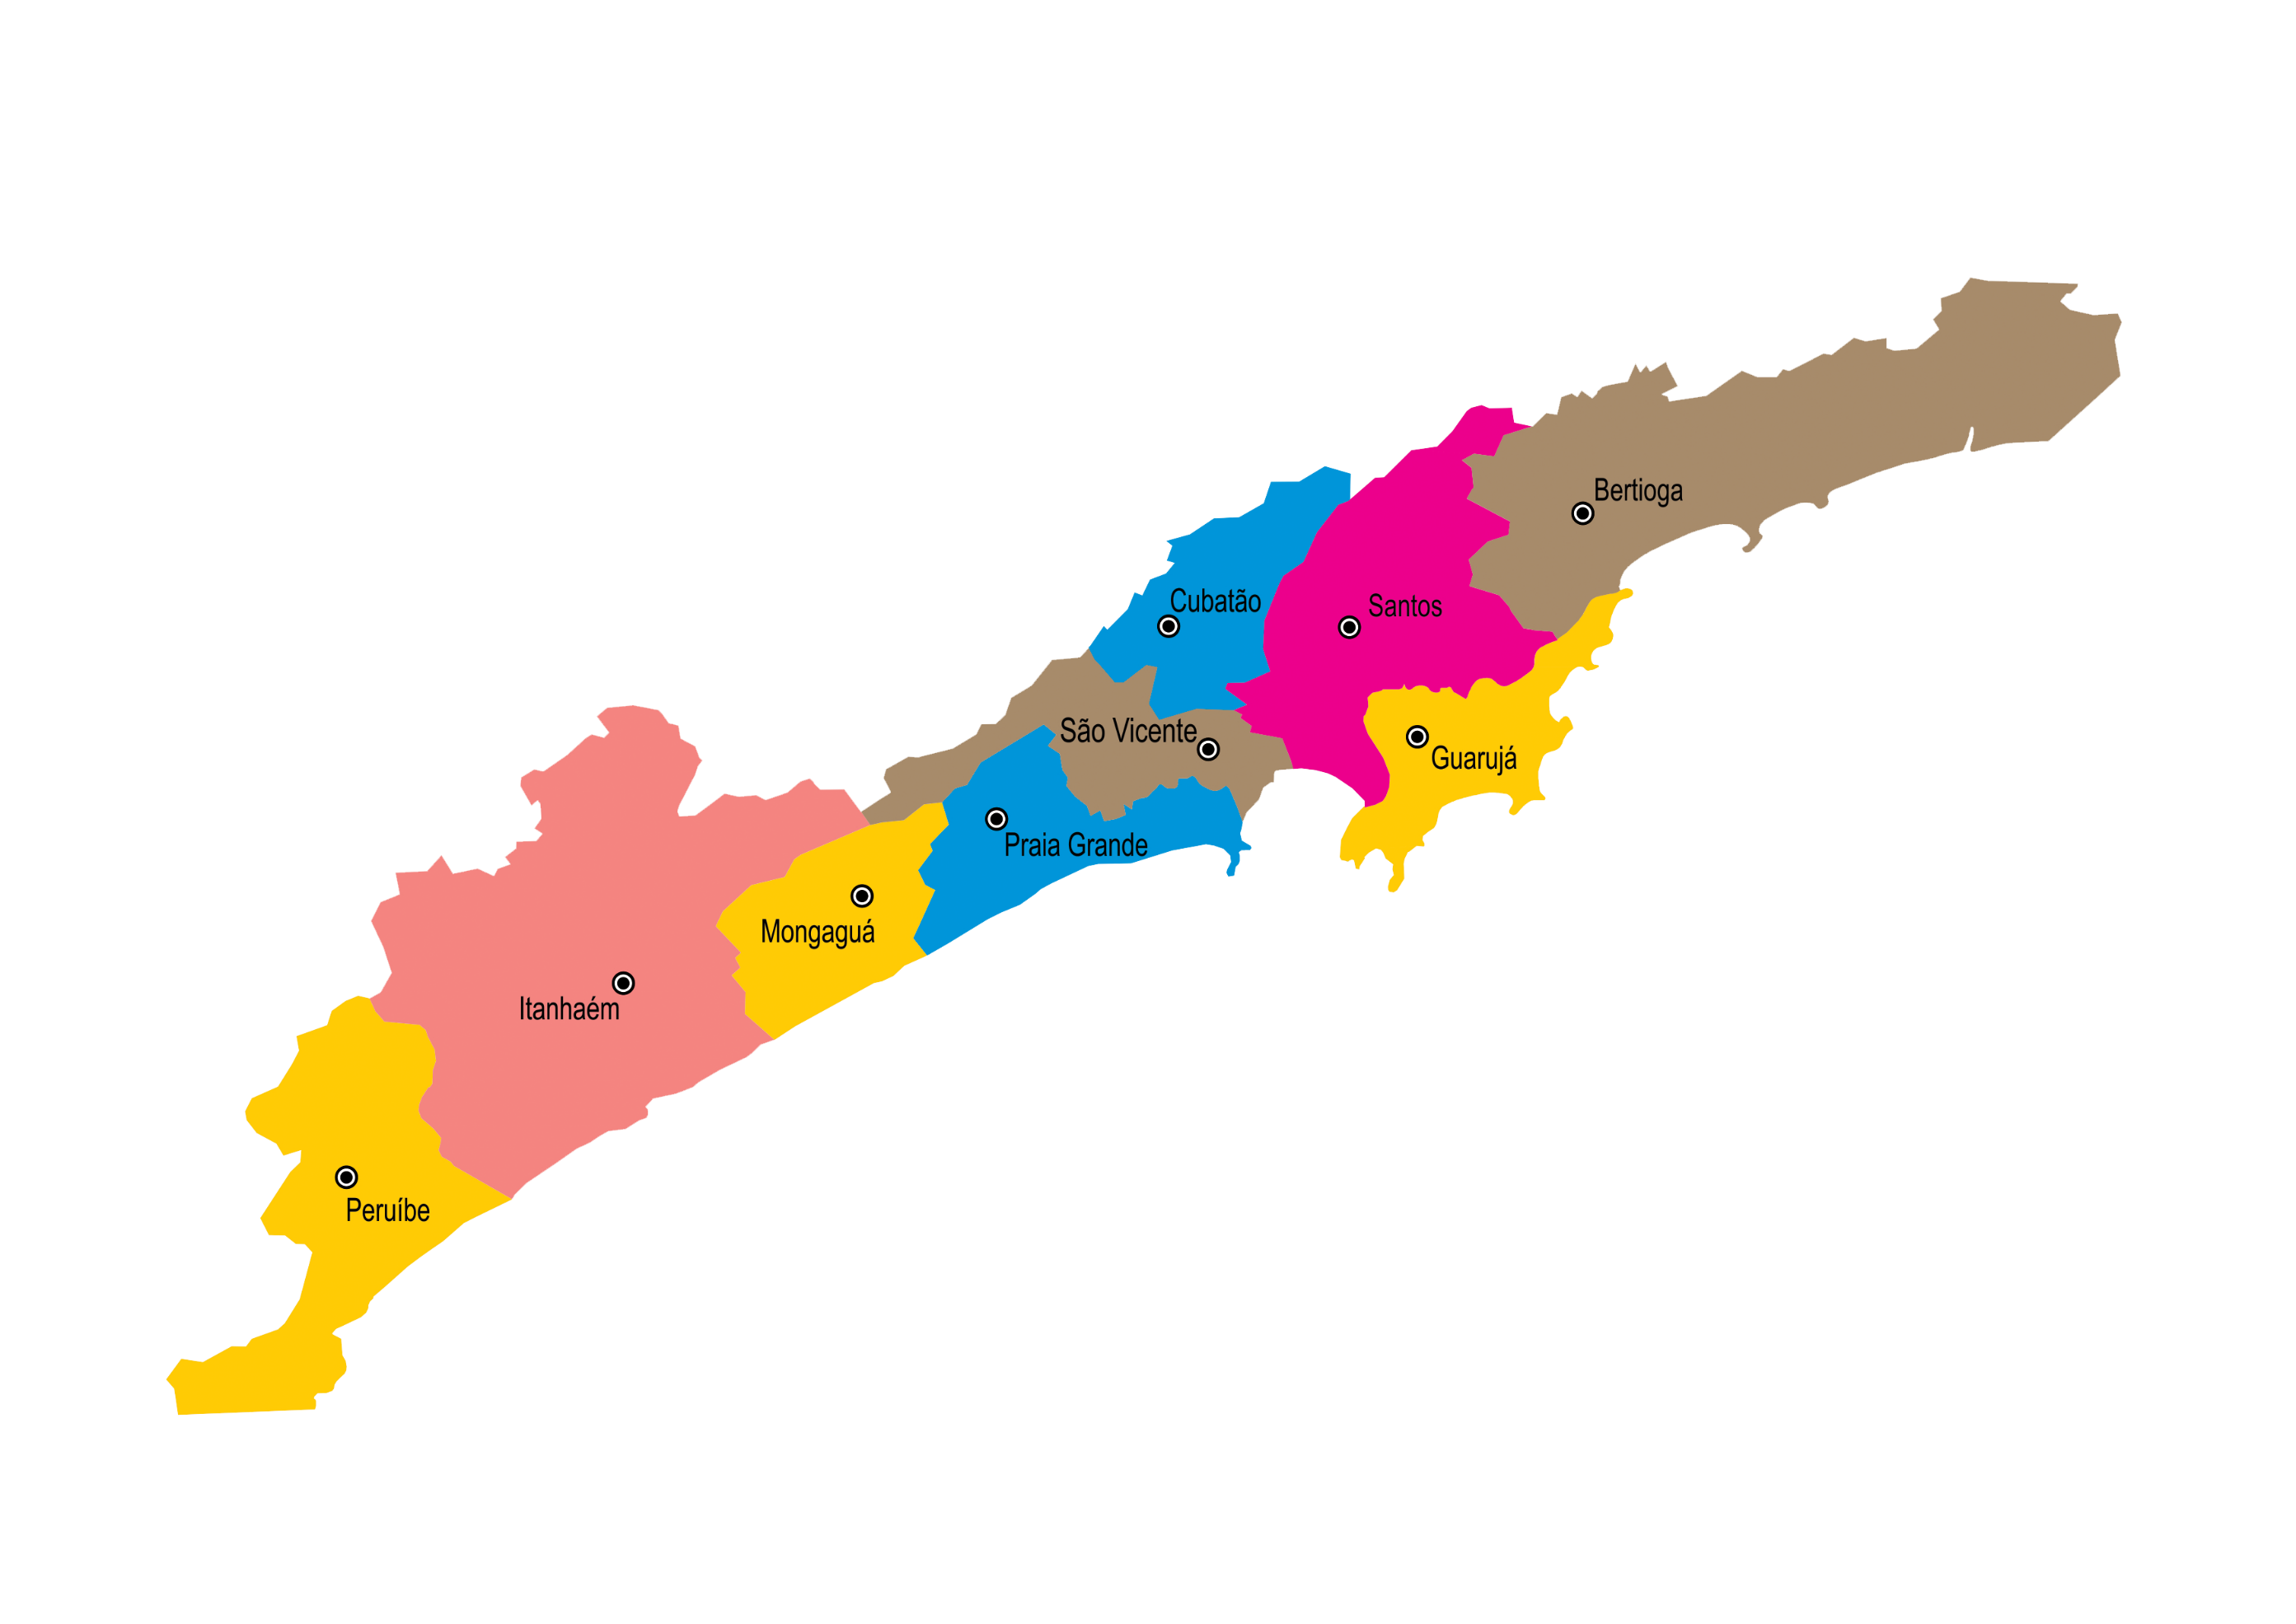 Bertioga
Cubatão
Santos
São Vicente
Guarujá
Praia Grande
Mongaguá
Itanhaém
Peruíbe